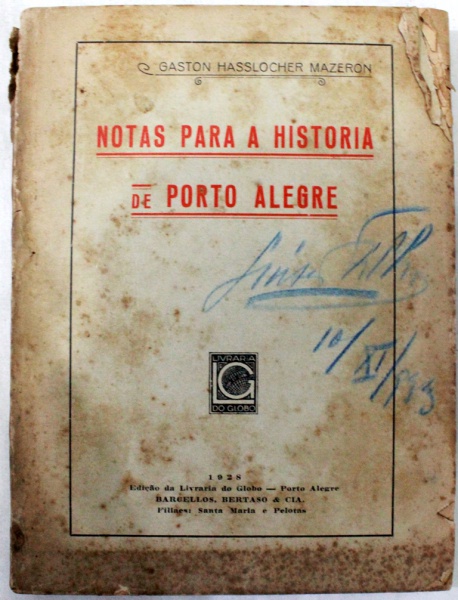 GASTON HASSLOCHER MAZERON
NOTAS PARA A HISTORIA
DE PORTO ALEGRE
10/XI/933
LIVRARIA
LG
DO GLOBO
1928
Edição da Livraria do Globo — Porto Alegre
BARCELLOS, BERTASO & CIA.
Filiaes: Santa Maria e Pelotas